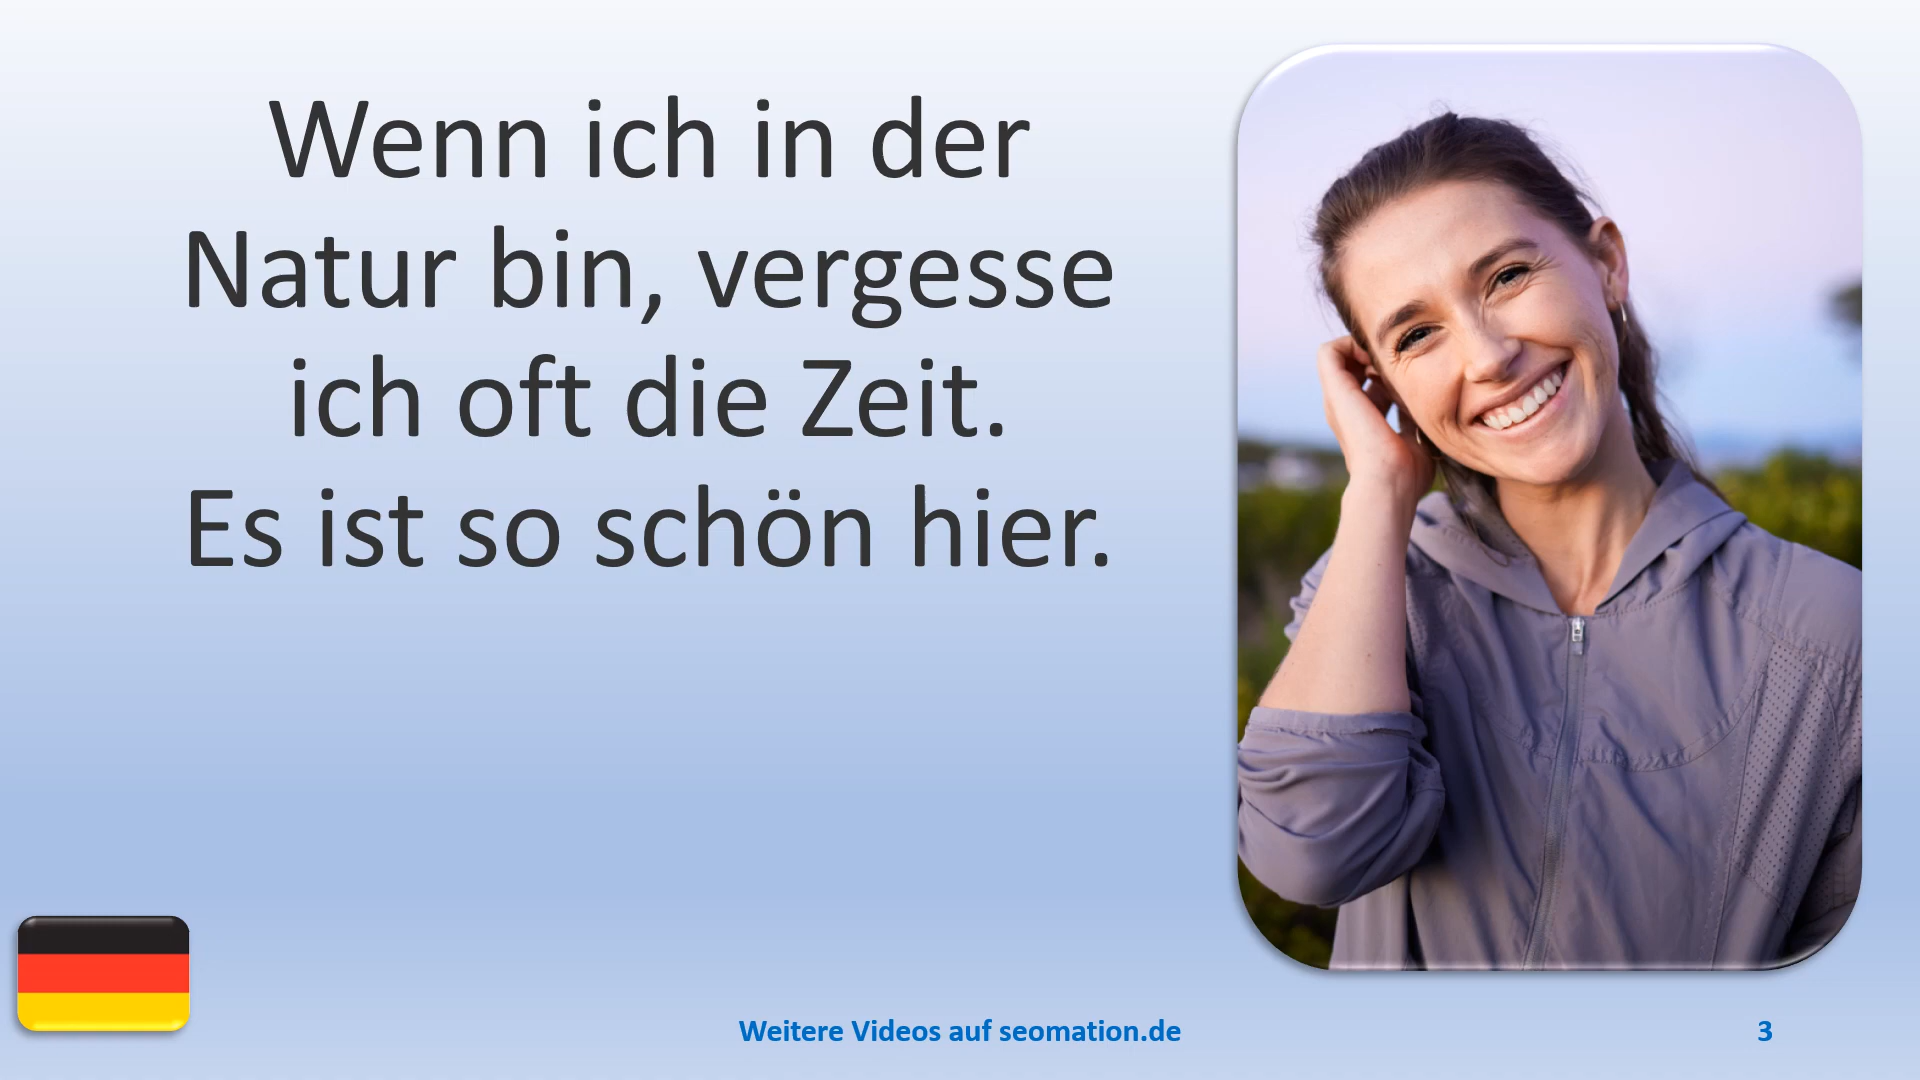 Wenn ich in der
Natur bin, vergesse
ich oft die Zeit.
Es ist so schön hier.
Weitere Videos auf seomation.de
3